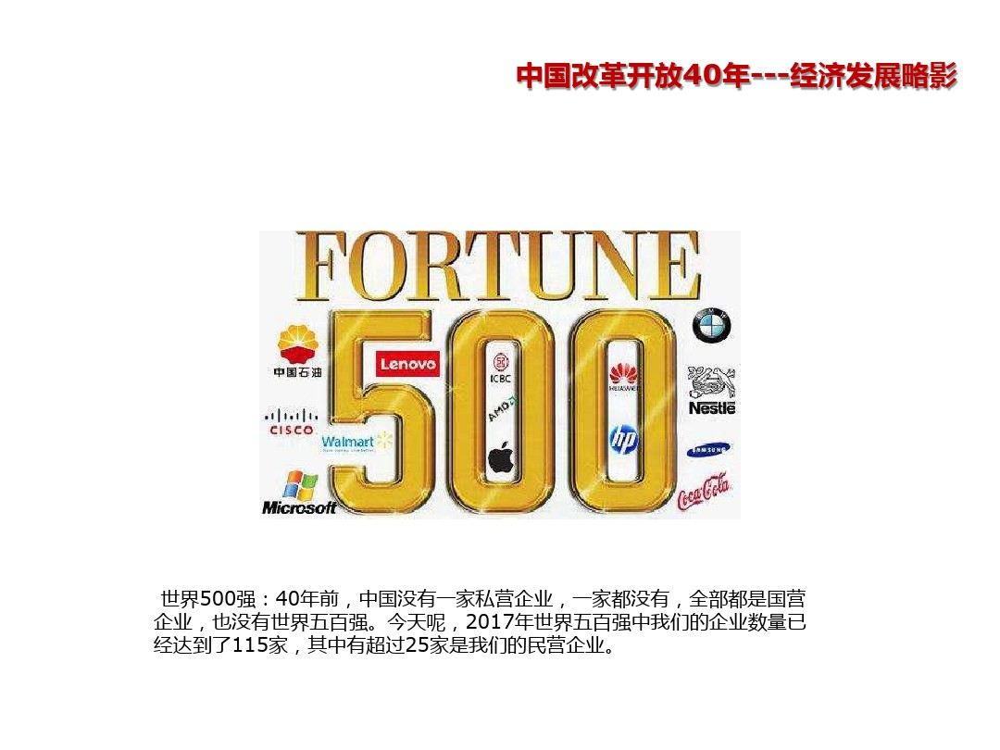 中国改革开放40年---经济发展略影
FORTUNE
500
中国石油
Lenovo
ICBC
AMD
HUAWEI
BMW
Nestlé
CISCO
Walmart
Save money. Live better.
hp
SAMSUNG
Microsoft
Coca-Cola
世界500强：40年前，中国没有一家私营企业，一家都没有，全部都是国营
企业，也没有世界五百强。今天呢，2017年世界五百强中我们的企业数量已
经达到了115家，其中有超过25家是我们的民营企业。